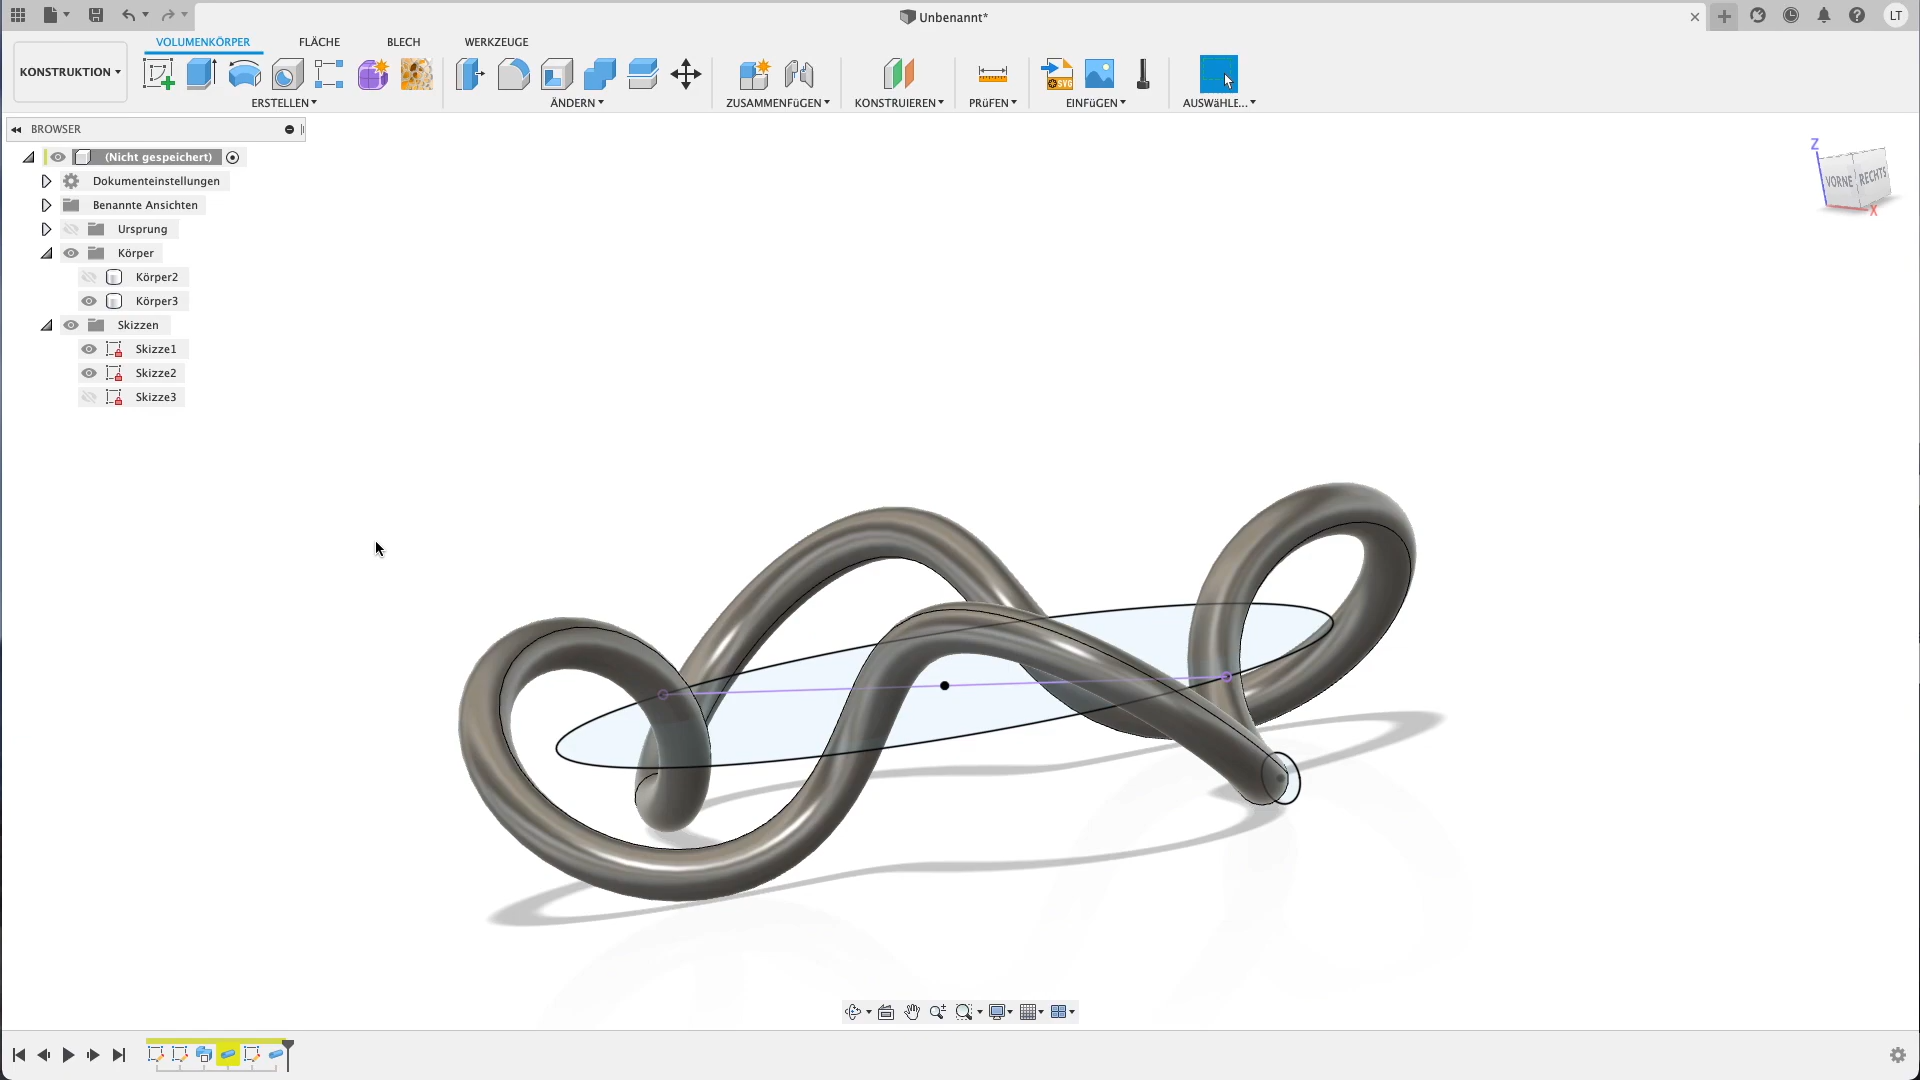 Unbenannt*
LT
KONSTRUKTION
VOLUMENKÖRPER FLÄCHE BLECH WERKZEUGE
ERSTELLEN ÄNDERN ZUSAMMENFüGEN KONSTRUIEREN PRüFEN EINFüGEN AUSWäHLE...
SVG
BROWSER
(Nicht gespeichert)
Dokumenteinstellungen
Benannte Ansichten
Ursprung
Körper
Körper2
Körper3
Skizzen
Skizze1
Skizze2
Skizze3
Z
VORNE RECHTS
X